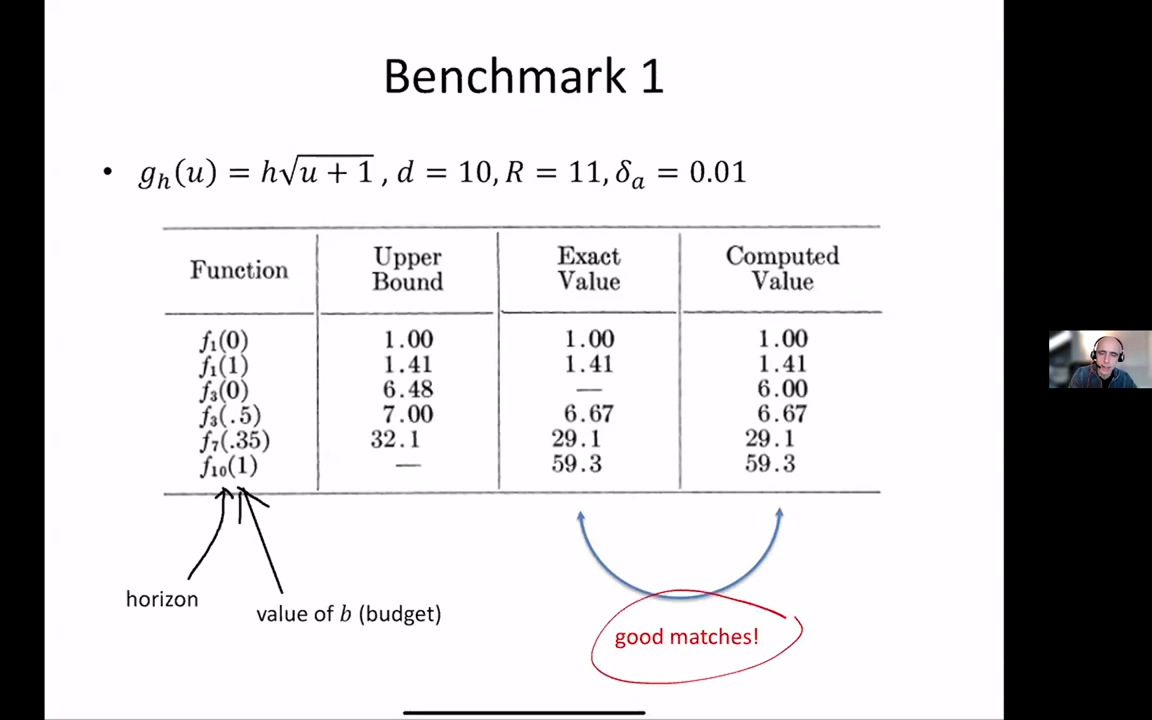 Benchmark 1
• g_h(u) = h√(u + 1), d = 10, R = 11, δ_a = 0.01
Function Upper Bound Exact Value Computed Value
f₁(0) 1.00 1.00 1.00
f₁(1) 1.41 1.41 1.41
f₃(0) 6.48 — 6.00
f₃(.5) 7.00 6.67 6.67
f₇(.35) 32.1 29.1 29.1
f₁₀(1) — 59.3 59.3
horizon
value of b (budget)
good matches!